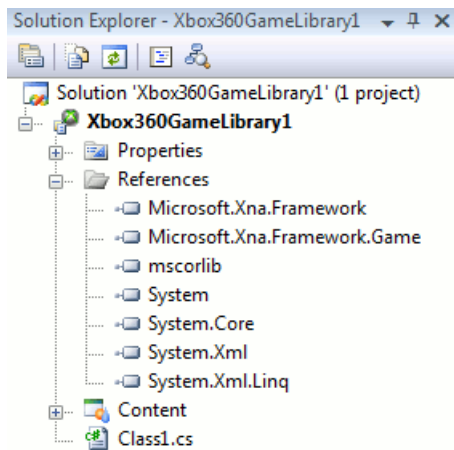 Solution Explorer - Xbox360GameLibrary1
Solution 'Xbox360GameLibrary1' (1 project)
Xbox360GameLibrary1
Properties
References
Microsoft.Xna.Framework
Microsoft.Xna.Framework.Game
mscorlib
System
System.Core
System.Xml
System.Xml.Linq
Content
Class1.cs